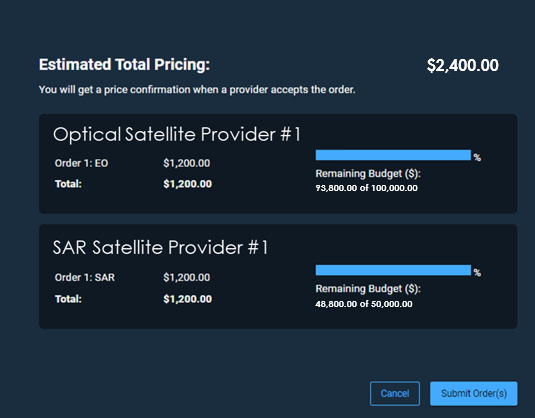 Estimated Total Pricing:
$2,400.00
You will get a price confirmation when a provider accepts the order.
Optical Satellite Provider #1
Order 1: EO $1,200.00
Total: $1,200.00
%
Remaining Budget ($):
93,800.00 of 100,000.00
SAR Satellite Provider #1
Order 1: SAR $1,200.00
Total: $1,200.00
%
Remaining Budget ($):
48,800.00 of 50,000.00
Cancel
Submit Order(s)